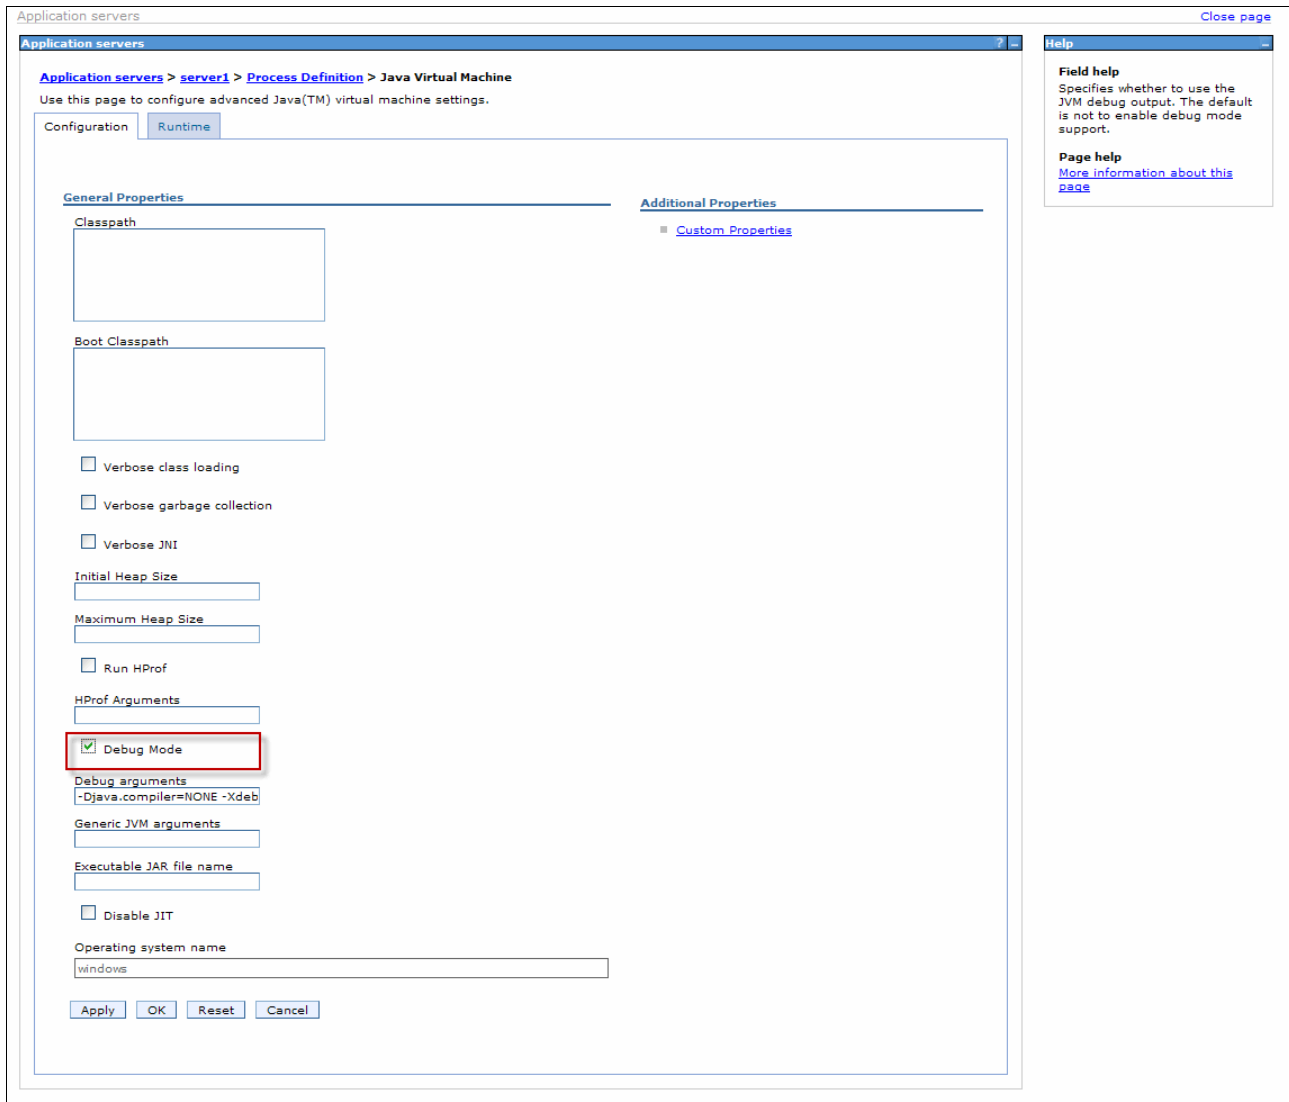 Application servers
Close page
Application servers
? –
Application servers > server1 > Process Definition > Java Virtual Machine
Use this page to configure advanced Java(TM) virtual machine settings.
Configuration
Runtime
General Properties
Classpath
Boot Classpath
Verbose class loading
Verbose garbage collection
Verbose JNI
Initial Heap Size
Maximum Heap Size
Run HProf
HProf Arguments
Debug Mode
Debug arguments
-Djava.compiler=NONE -Xdeb
Generic JVM arguments
Executable JAR file name
Disable JIT
Operating system name
windows
Apply
OK
Reset
Cancel
Additional Properties
Custom Properties
Help
–
Field help
Specifies whether to use the
JVM debug output. The default
is not to enable debug mode
support.
Page help
More information about this
page